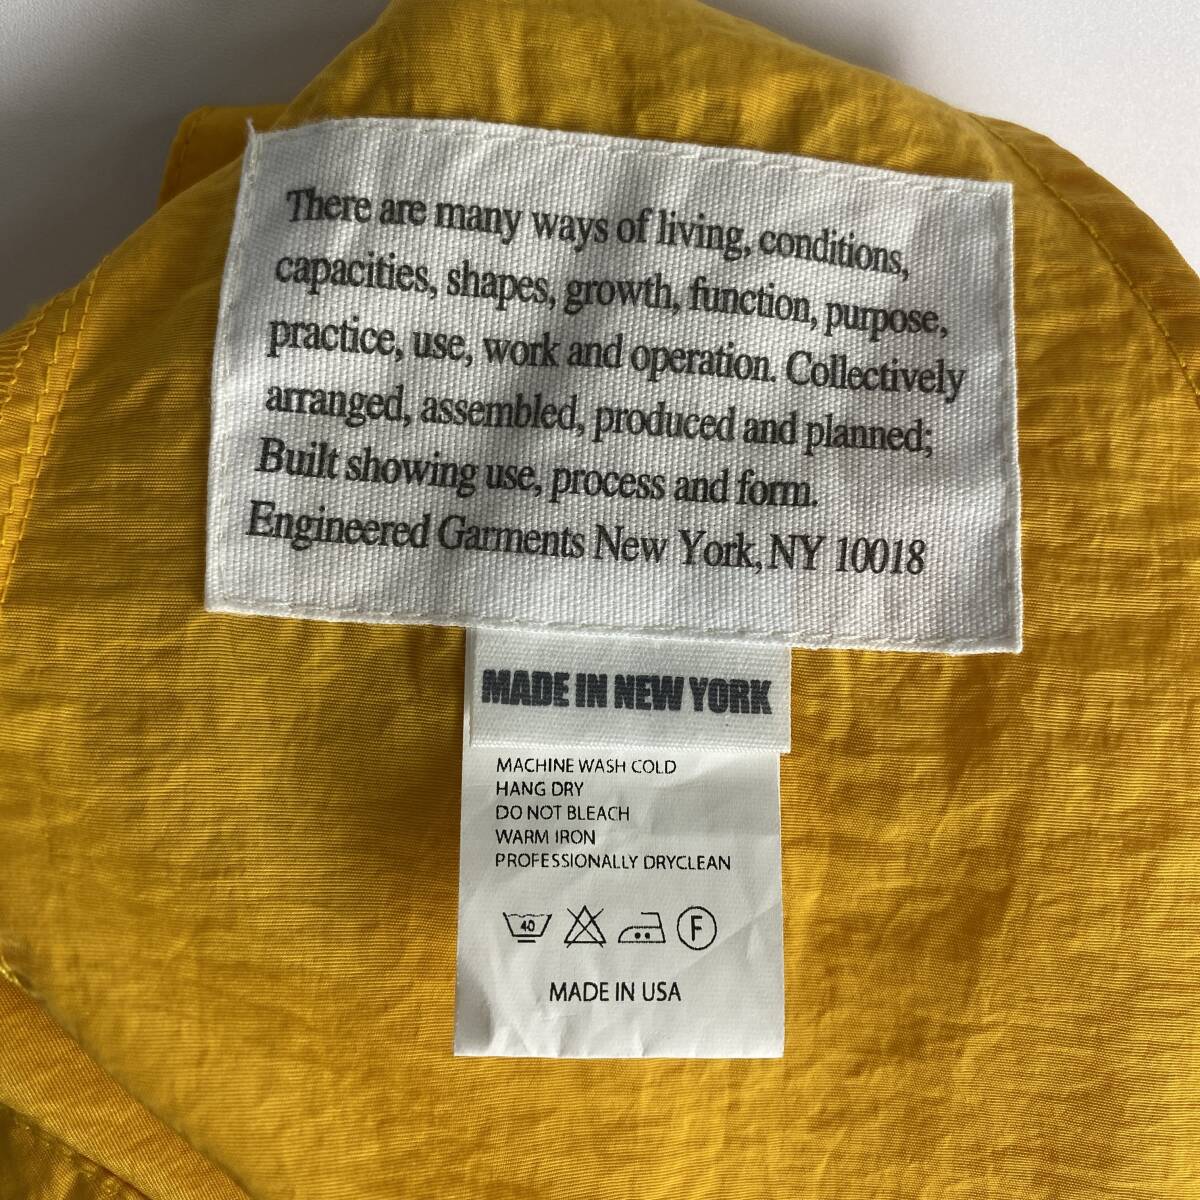 There are many ways of living, conditions,
capacities, shapes, growth, function, purpose,
practice, use, work and operation. Collectively
arranged, assembled, produced and planned;
Built showing use, process and form.
Engineered Garments New York, NY 10018
MADE IN NEW YORK
MACHINE WASH COLD
HANG DRY
DO NOT BLEACH
WARM IRON
PROFESSIONALLY DRYCLEAN
40 F
MADE IN USA